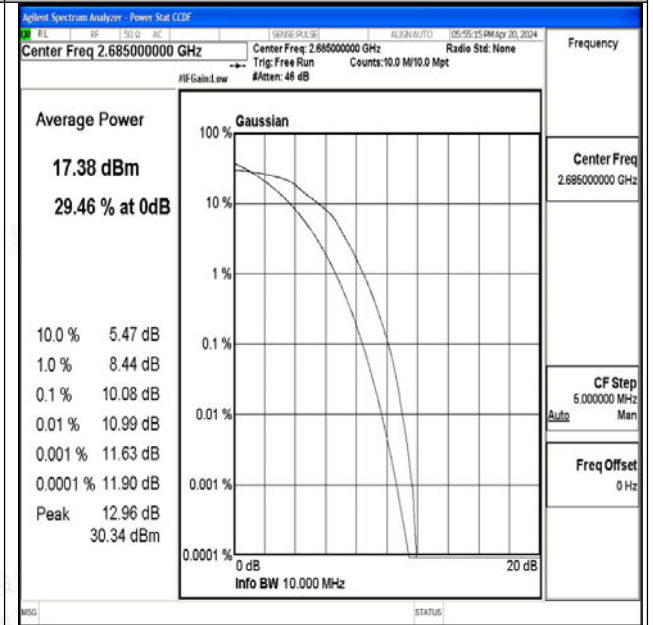 Agilent Spectrum Analyzer - Power Stat CCDF
RL RF 50 Ω AC SENSE:PULSE ALIGN AUTO 05:55:15 PM Apr 20, 2024
Center Freq 2.685000000 GHz
Center Freq: 2.685000000 GHz Radio Std: None
Trig: Free Run Counts:10.0 M/10.0 Mpt
#IFGain:Low #Atten: 46 dB
Frequency
Center Freq
2.685000000 GHz
CF Step
5.000000 MHz
Auto Man
Freq Offset
0 Hz
Average Power
17.38 dBm
29.46 % at 0dB
10.0 % 5.47 dB
1.0 % 8.44 dB
0.1 % 10.08 dB
0.01 % 10.99 dB
0.001 % 11.63 dB
0.0001 % 11.90 dB
Peak 12.96 dB
30.34 dBm
Gaussian
100 %
10 %
1 %
0.1 %
0.01 %
0.001 %
0.0001 %
0 dB 20 dB
Info BW 10.000 MHz
MSG STATUS